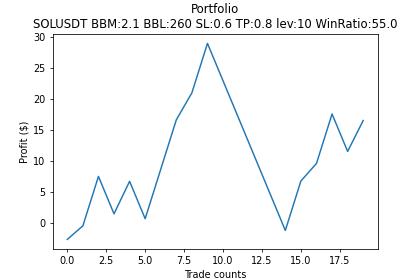 Portfolio
SOLUSDT BBM:2.1 BBL:260 SL:0.6 TP:0.8 lev:10 WinRatio:55.0
30
25
20
15
10
5
0
Profit ($)
0.0 2.5 5.0 7.5 10.0 12.5 15.0 17.5
Trade counts